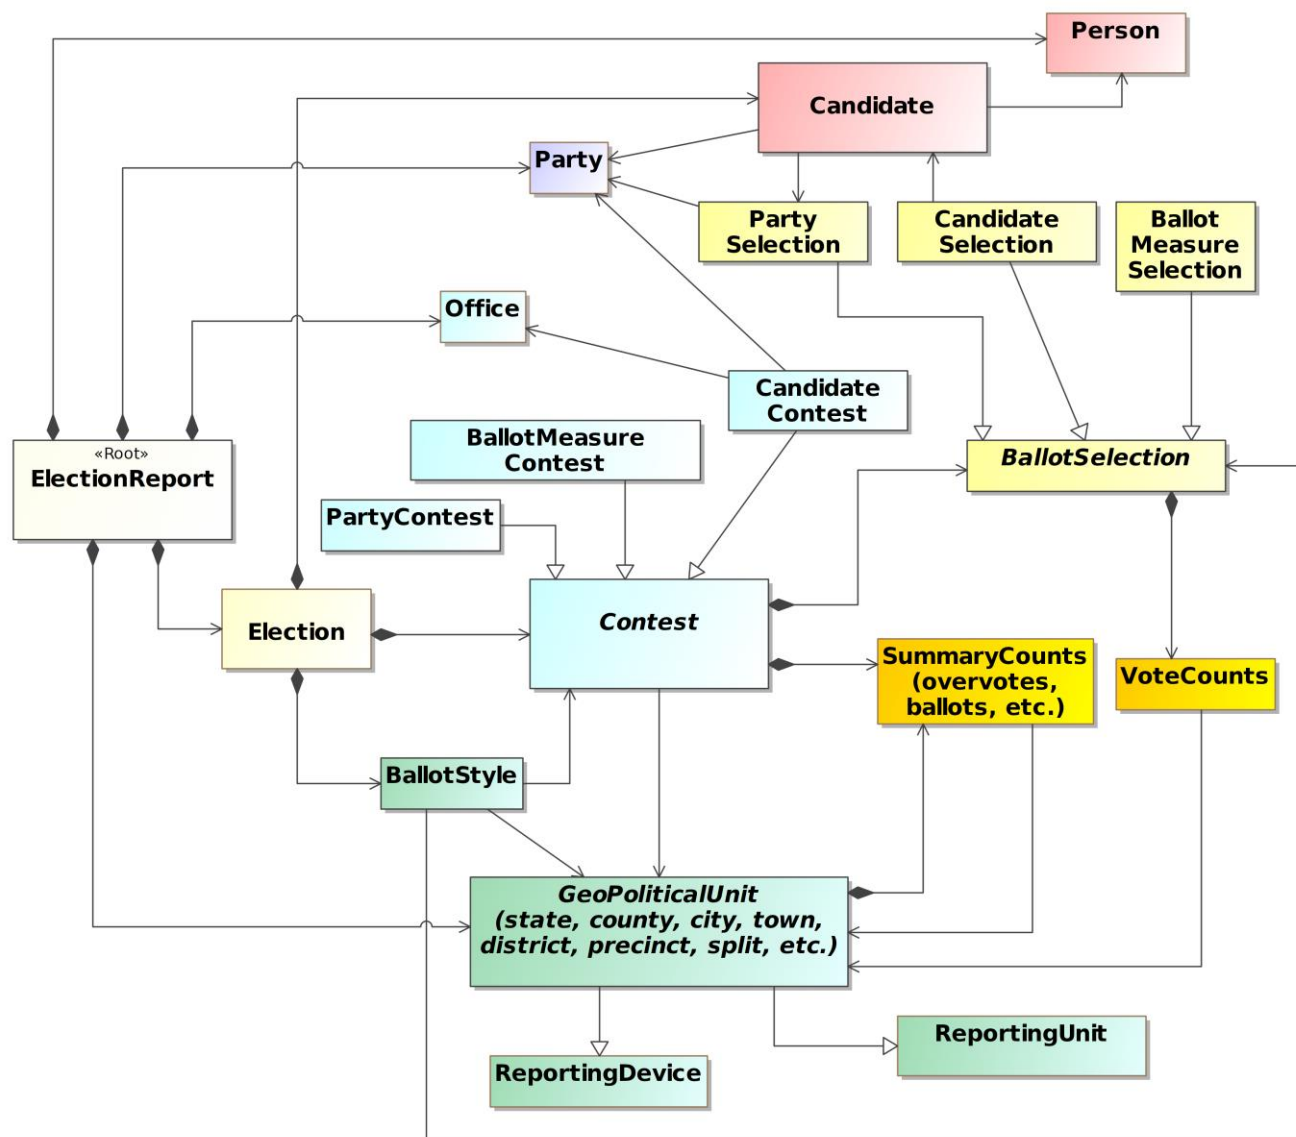 Person
Candidate
Party
Party
Selection
Candidate
Selection
Ballot
Measure
Selection
Office
Candidate
Contest
BallotMeasure
Contest
«Root»
ElectionReport
BallotSelection
PartyContest
Election
Contest
SummaryCounts
(overvotes,
ballots, etc.)
VoteCounts
BallotStyle
GeoPoliticalUnit
(state, county, city, town,
district, precinct, split, etc.)
ReportingUnit
ReportingDevice